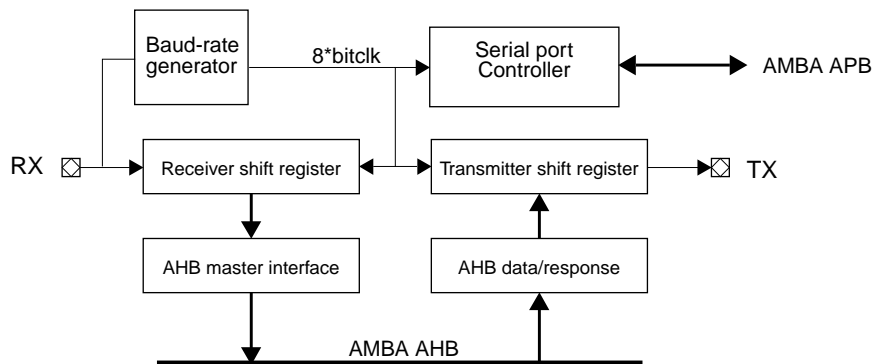 Baud-rate
generator
8*bitclk
Serial port
Controller
AMBA APB
RX
Receiver shift register
Transmitter shift register
TX
AHB master interface
AHB data/response
AMBA AHB